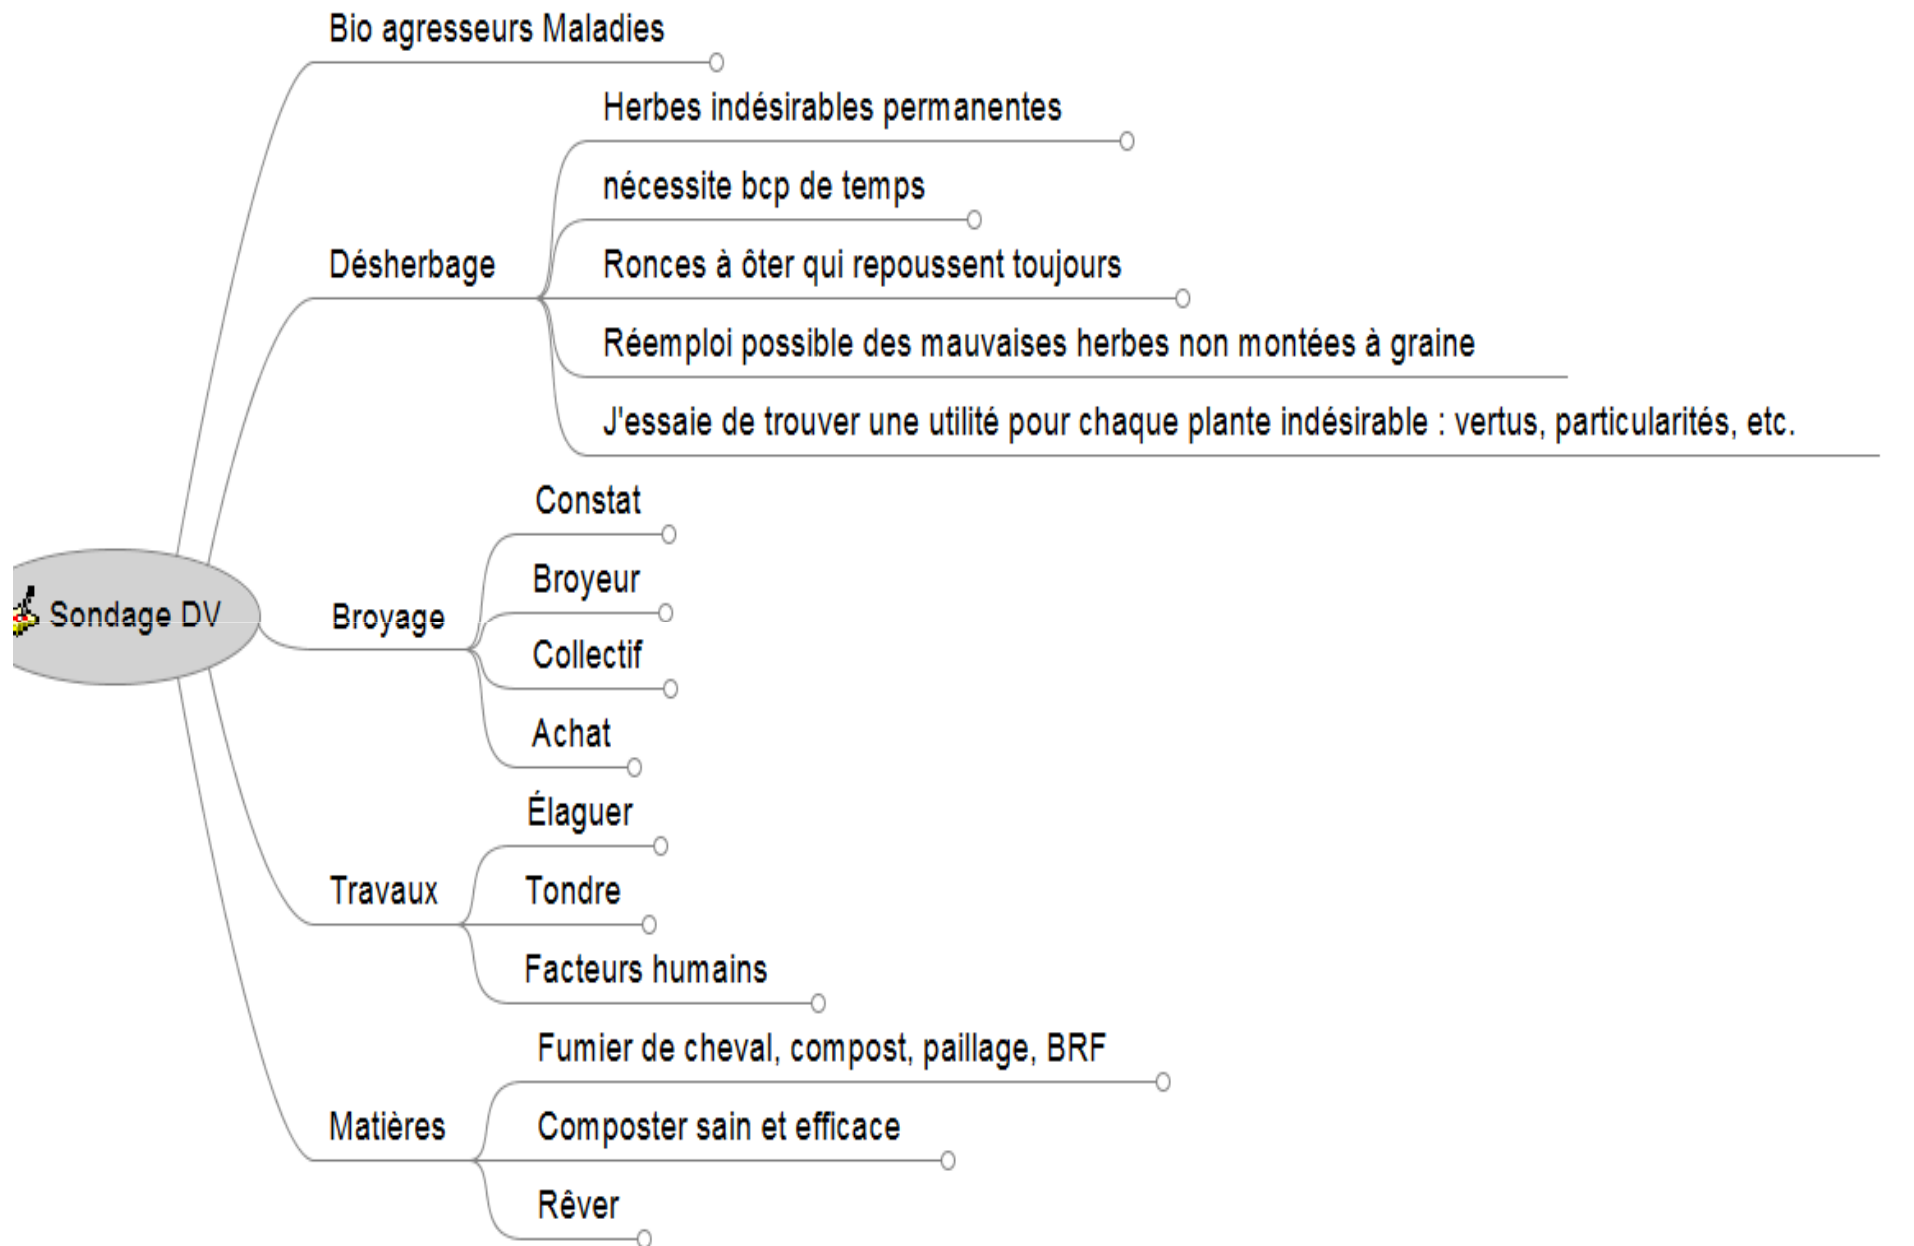 Sondage DV
Bio agresseurs Maladies
Désherbage
Herbes indésirables permanentes
nécessite bcp de temps
Ronces à ôter qui repoussent toujours
Réemploi possible des mauvaises herbes non montées à graine
J'essaie de trouver une utilité pour chaque plante indésirable : vertus, particularités, etc.
Broyage
Constat
Broyeur
Collectif
Achat
Travaux
Élaguer
Tondre
Facteurs humains
Matières
Fumier de cheval, compost, paillage, BRF
Composter sain et efficace
Rêver